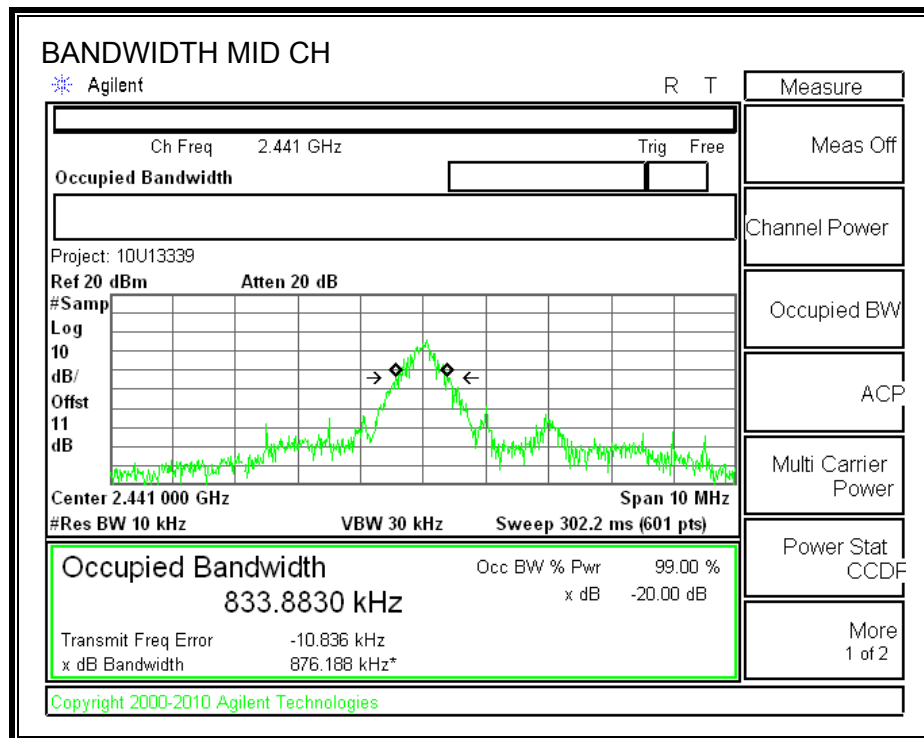 BANDWIDTH MID CH
Agilent R T
Ch Freq 2.441 GHz Trig Free
Occupied Bandwidth
Project: 10U13339
Ref 20 dBm Atten 20 dB
#Samp
Log
10
dB/
Offst
11
dB
Center 2.441 000 GHz Span 10 MHz
#Res BW 10 kHz VBW 30 kHz Sweep 302.2 ms (601 pts)
Occupied Bandwidth Occ BW % Pwr 99.00 %
833.8830 kHz x dB -20.00 dB
Transmit Freq Error -10.836 kHz
x dB Bandwidth 876.188 kHz*
Copyright 2000-2010 Agilent Technologies
Measure
Meas Off
Channel Power
Occupied BW
ACP
Multi Carrier
Power
Power Stat
CCDF
More
1 of 2